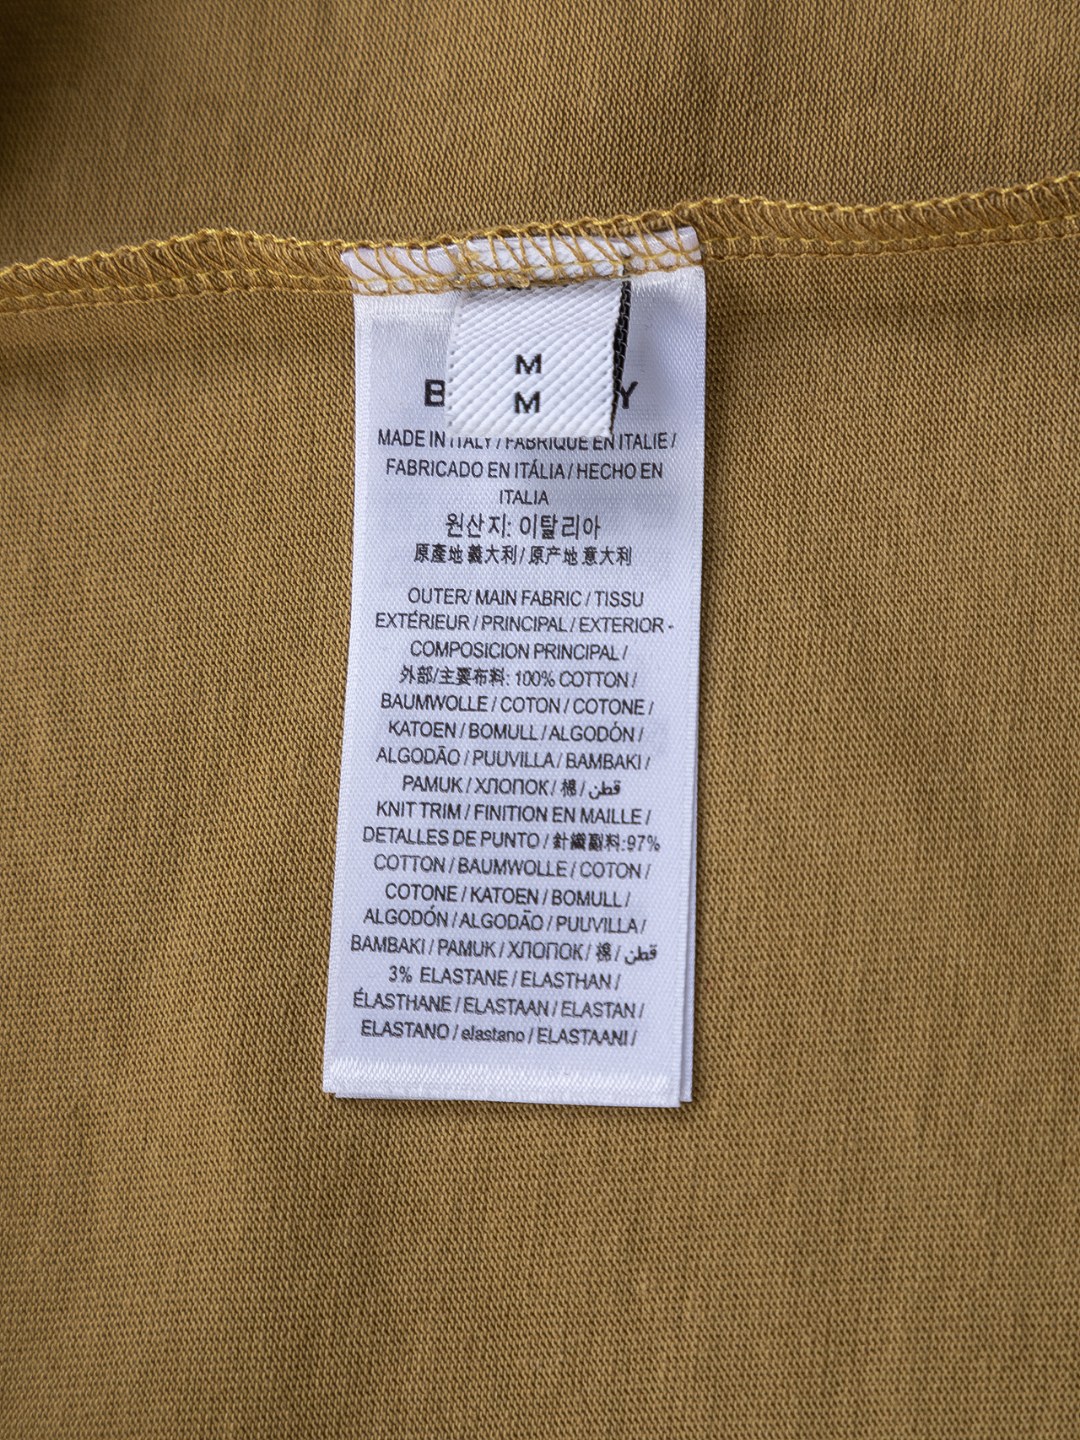 M
M
B Y
MADE IN ITALY / FABRIQUE EN ITALIE /
FABRICADO EN ITÁLIA / HECHO EN
ITALIA
원산지: 이탈리아
原產地 義大利 / 原产地 意大利
OUTER/ MAIN FABRIC / TISSU
EXTÉRIEUR / PRINCIPAL / EXTERIOR -
COMPOSICION PRINCIPAL /
外部/主要布料: 100% COTTON /
BAUMWOLLE / COTON / COTONE /
KATOEN / BOMULL / ALGODÓN /
ALGODÃO / PUUVILLA / BAMBAKI /
PAMUK / ХЛОПОК / 棉 / قطن
KNIT TRIM / FINITION EN MAILLE /
DETALLES DE PUNTO / 針織副料:97%
COTTON / BAUMWOLLE / COTON /
COTONE / KATOEN / BOMULL /
ALGODÓN / ALGODÃO / PUUVILLA /
BAMBAKI / PAMUK / ХЛОПОК / 棉 / قطن
3% ELASTANE / ELASTHAN /
ÉLASTHANE / ELASTAAN / ELASTAN /
ELASTANO / elastano / ELASTAANI /